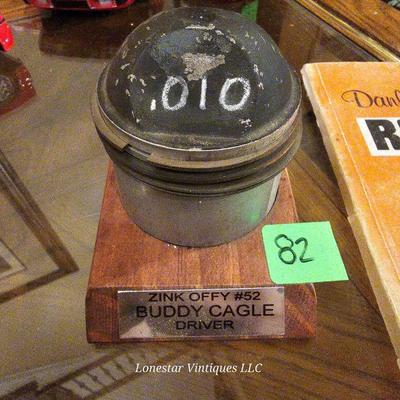 .010
82
ZINK OFFY #52
BUDDY CAGLE
DRIVER
Lonestar Vintiques LLC